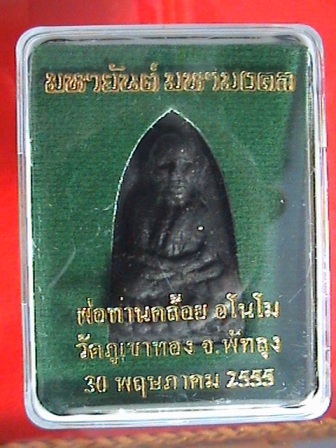 มหายันต์ มหามงคล
พ่อท่านคล้อย อโนโม
วัดภูเขาทอง จ.พัทลุง
30 พฤษภาคม 2555